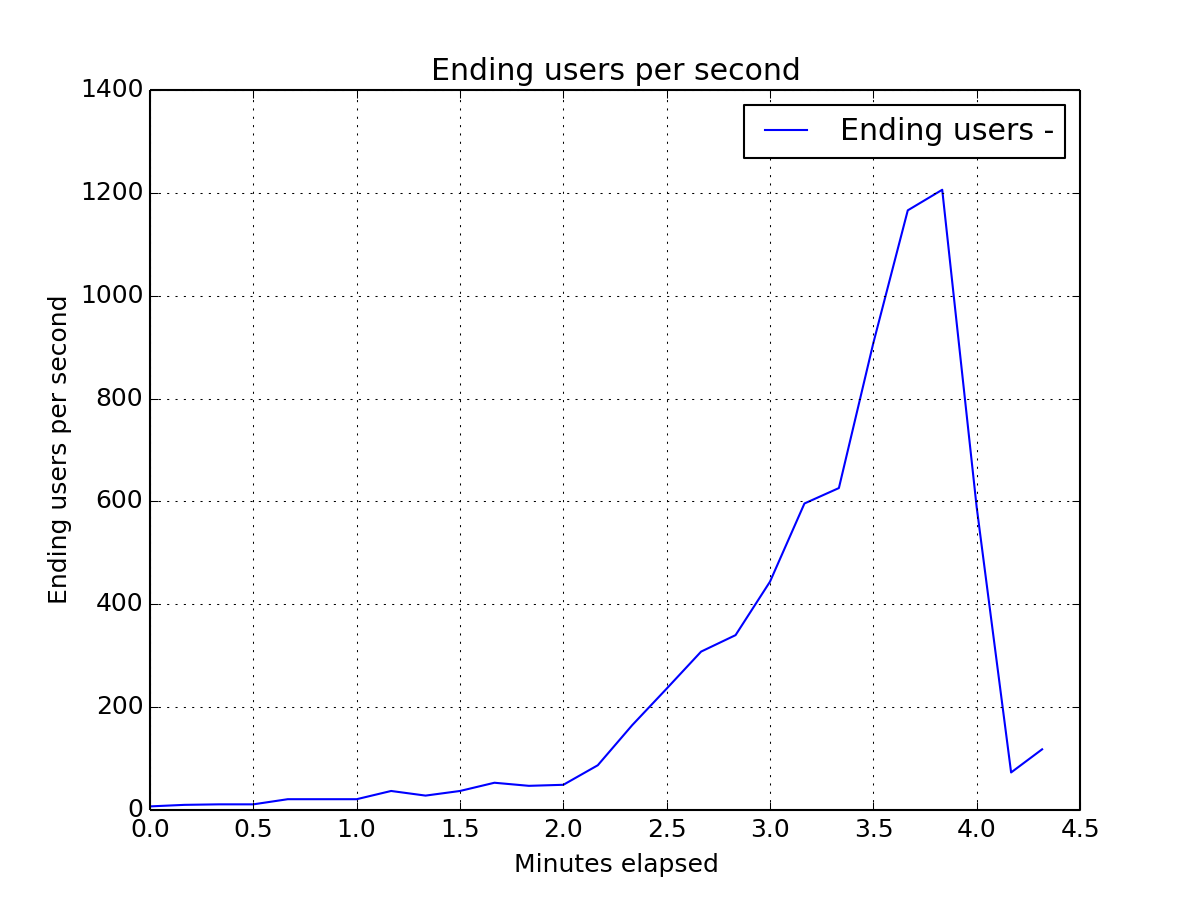 Ending users per second
Ending users -
Ending users per second
1400
1200
1000
800
600
400
200
0
0.0 0.5 1.0 1.5 2.0 2.5 3.0 3.5 4.0 4.5
Minutes elapsed